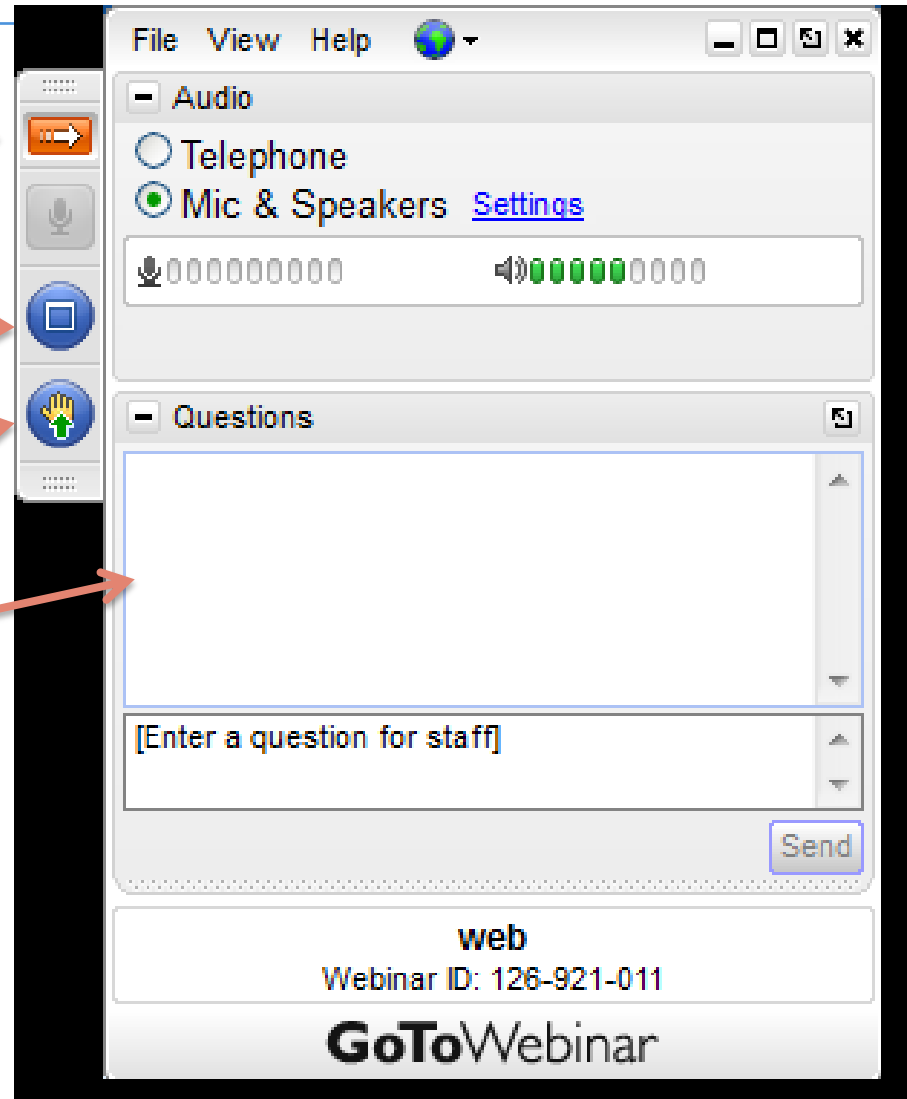 File View Help
Audio
Telephone
Mic & Speakers Settings
Questions
[Enter a question for staff]
Send
web
Webinar ID: 126-921-011
GoToWebinar